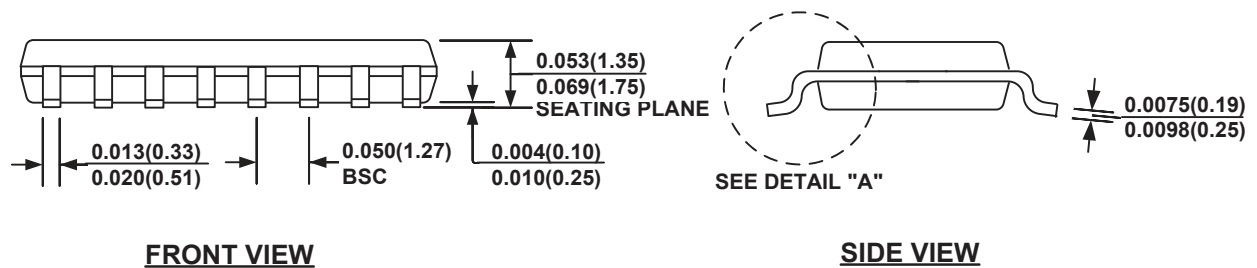 0.053(1.35)
0.069(1.75)
SEATING PLANE
0.013(0.33)
0.020(0.51)
0.050(1.27)
BSC
0.004(0.10)
0.010(0.25)
FRONT VIEW
0.0075(0.19)
0.0098(0.25)
SEE DETAIL "A"
SIDE VIEW